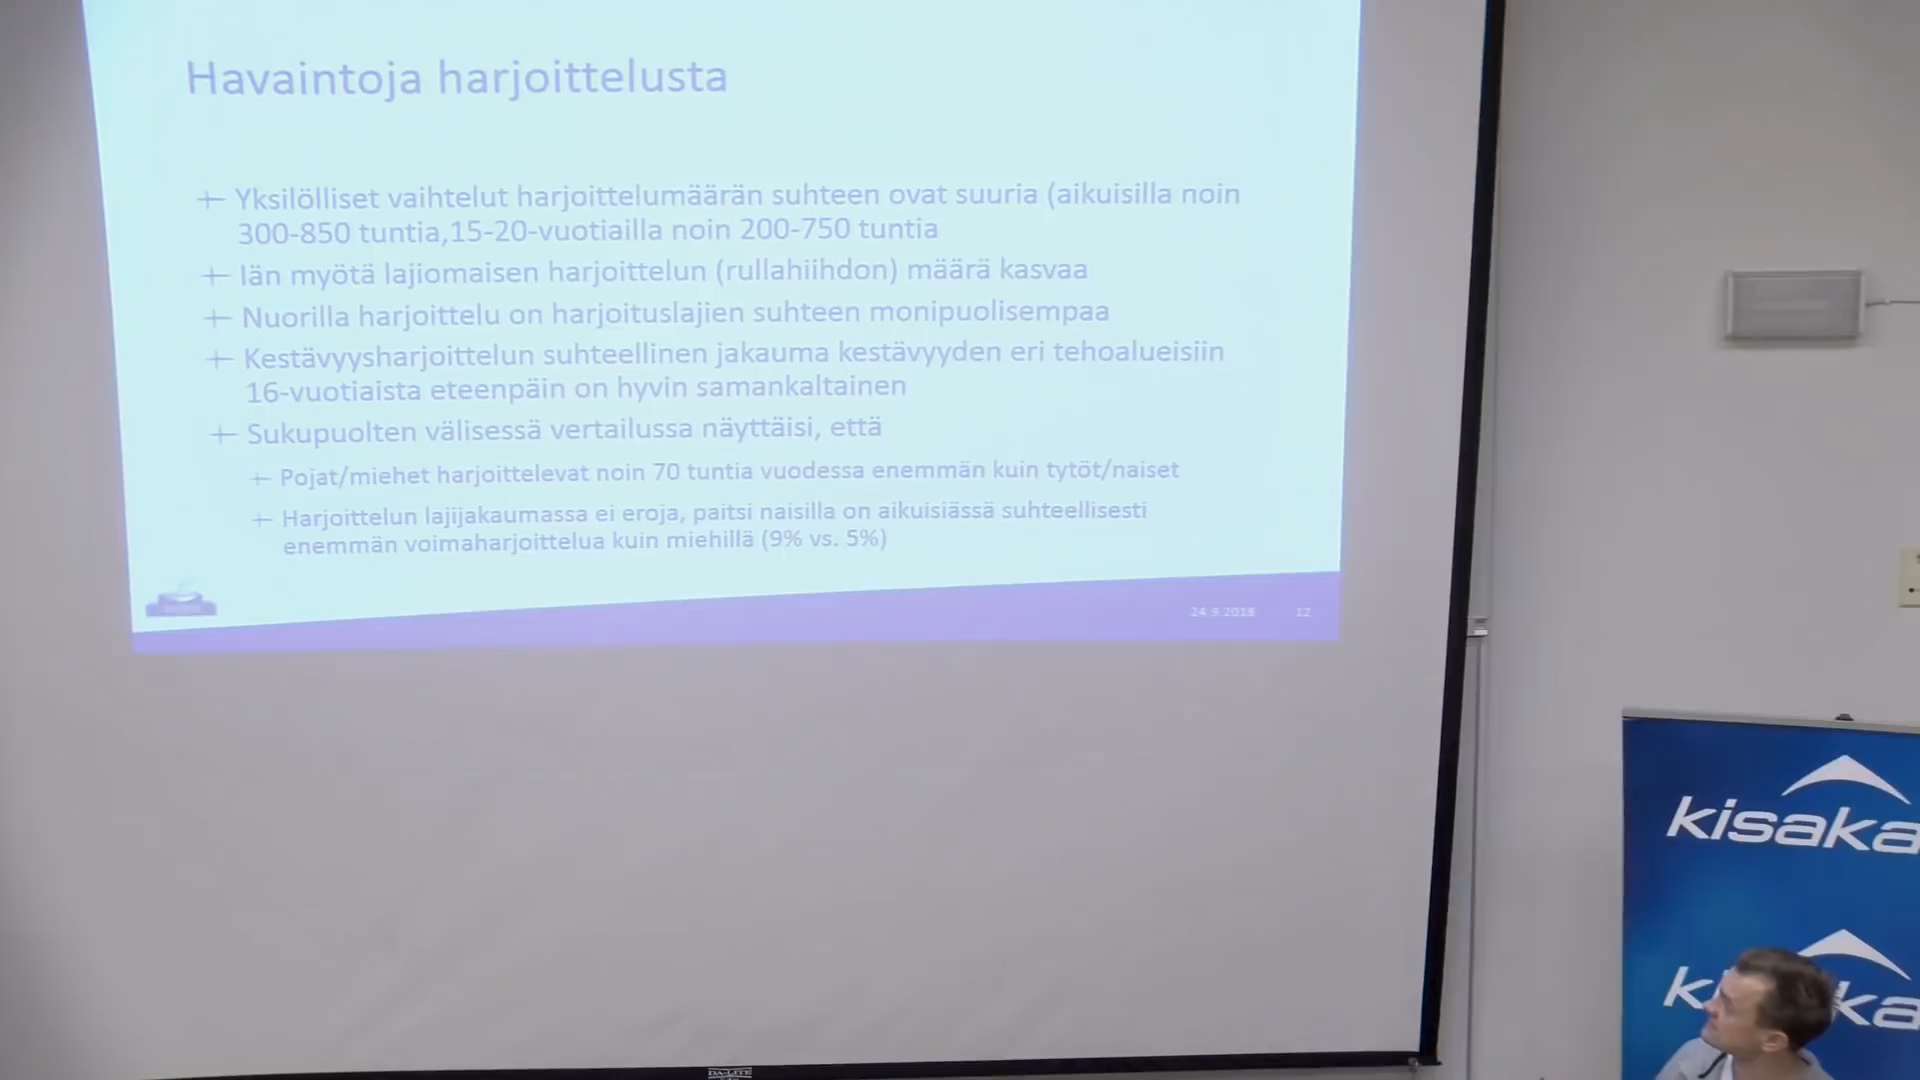 Havaintoja harjoittelusta
Yksilölliset vaihtelut harjoittelumäärän suhteen ovat suuria (aikuisilla noin
300-850 tuntia,15-20-vuotiailla noin 200-750 tuntia
Iän myötä lajiomaisen harjoittelun (rullahiihdon) määrä kasvaa
Nuorilla harjoittelu on harjoituslajien suhteen monipuolisempaa
Kestävyysharjoittelun suhteellinen jakauma kestävyyden eri tehoalueisiin
16-vuotiaista eteenpäin on hyvin samankaltainen
Sukupuolten välisessä vertailussa näyttäisi, että
Pojat/miehet harjoittelevat noin 70 tuntia vuodessa enemmän kuin tytöt/naiset
Harjoittelun lajijakaumassa ei eroja, paitsi naisilla on aikuisiässä suhteellisesti
enemmän voimaharjoittelua kuin miehillä (9% vs. 5%)
24.9.2018 12
kisaka
k ka
DA-LITE